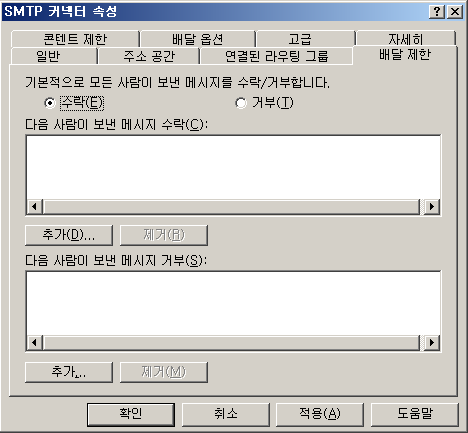 SMTP 커넥터 속성
콘텐트 제한 배달 옵션 고급 자세히
일반 주소 공간 연결된 라우팅 그룹 배달 제한
기본적으로 모든 사람이 보낸 메시지를 수락/거부합니다.
수락(E) 거부(T)
다음 사람이 보낸 메시지 수락(C):
추가(D)... 제거(R)
다음 사람이 보낸 메시지 거부(S):
추가... 제거(M)
확인 취소 적용(A) 도움말